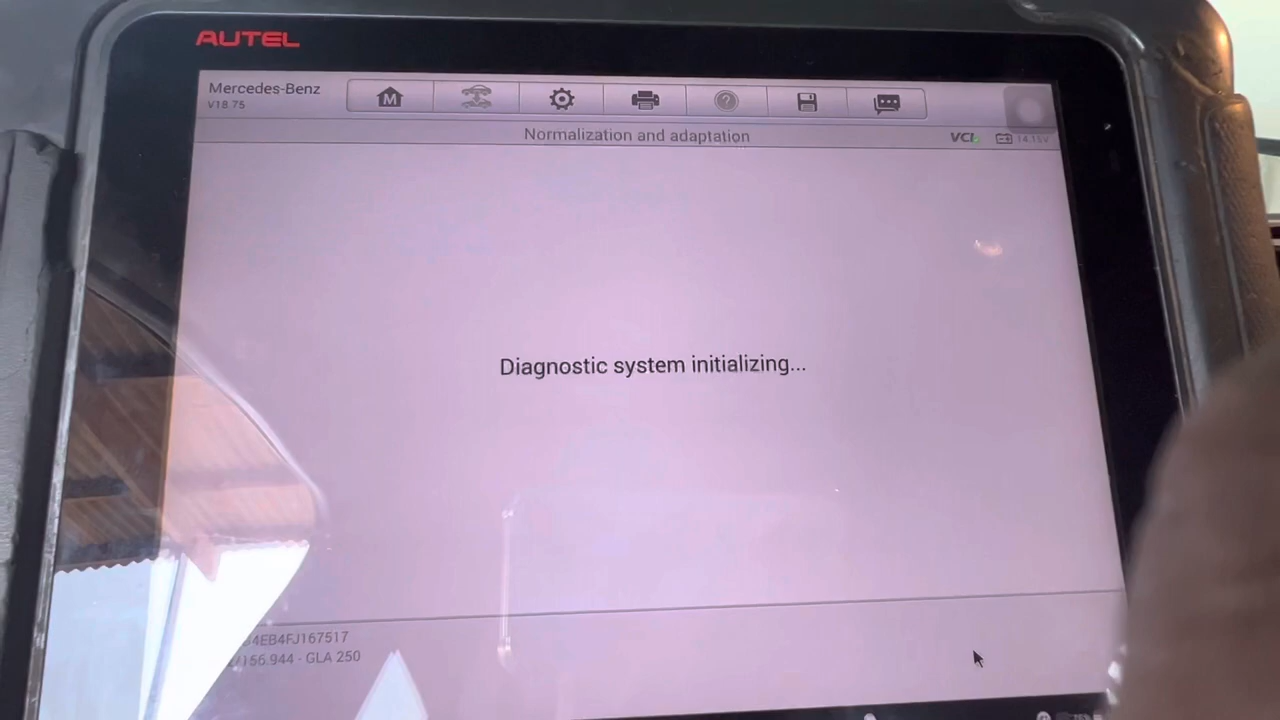 AUTEL
Mercedes-Benz
V18.75
M
?
Normalization and adaptation
VCI
14.15V
Diagnostic system initializing...
4EB4FJ167517
156.944 - GLA 250